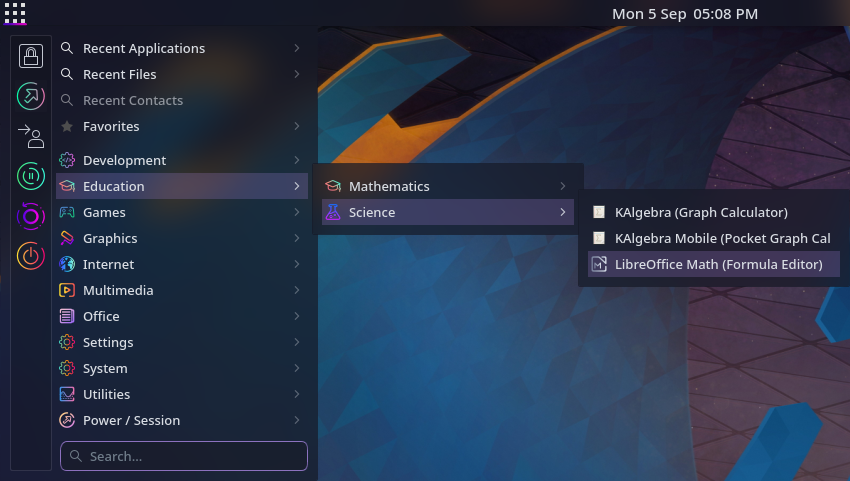 Mon 5 Sep 05:08 PM
Recent Applications
Recent Files
Recent Contacts
Favorites
Development
Education
Games
Graphics
Internet
Multimedia
Office
Settings
System
Utilities
Power / Session
Search...
Mathematics
Science
KAlgebra (Graph Calculator)
KAlgebra Mobile (Pocket Graph Cal
LibreOffice Math (Formula Editor)